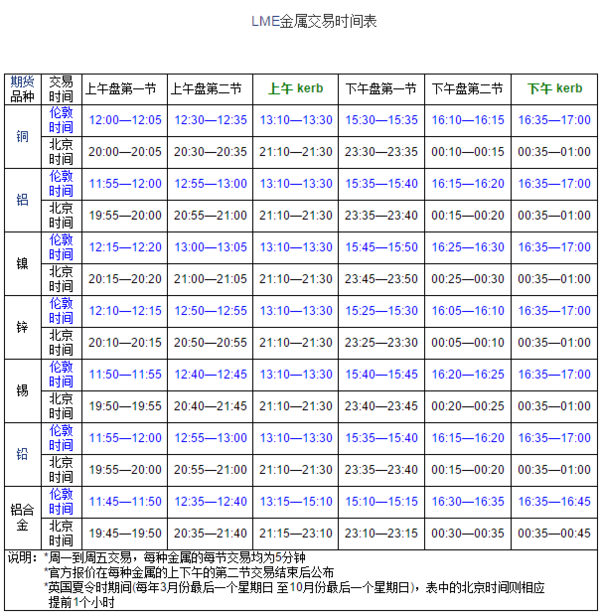 LME金属交易时间表
期货品种 交易时间 上午盘第一节 上午盘第二节 上午 kerb 下午盘第一节 下午盘第二节 下午 kerb
铜 伦敦时间 12:00—12:05 12:30—12:35 13:10—13:30 15:30—15:35 16:10—16:15 16:35—17:00
北京时间 20:00—20:05 20:30—20:35 21:10—21:30 23:30—23:35 00:10—00:15 00:35—01:00
铝 伦敦时间 11:55—12:00 12:55—13:00 13:10—13:30 15:35—15:40 16:15—16:20 16:35—17:00
北京时间 19:55—20:00 20:55—21:00 21:10—21:30 23:35—23:40 00:15—00:20 00:35—01:00
镍 伦敦时间 12:15—12:20 13:00—13:05 13:10—13:30 15:45—15:50 16:25—16:30 16:35—17:00
北京时间 20:15—20:20 21:00—21:05 21:10—21:30 23:45—23:50 00:25—00:30 00:35—01:00
锌 伦敦时间 12:10—12:15 12:50—12:55 13:10—13:30 15:25—15:30 16:05—16:10 16:35—17:00
北京时间 20:10—20:15 20:50—20:55 21:10—21:30 23:25—23:30 00:05—00:10 00:35—01:00
锡 伦敦时间 11:50—11:55 12:40—12:45 13:10—13:30 15:40—15:45 16:20—16:25 16:35—17:00
北京时间 19:50—19:55 20:40—21:45 21:10—21:30 23:40—23:45 00:20—00:25 00:35—01:00
铅 伦敦时间 11:55—12:00 12:55—13:00 13:10—13:30 15:35—15:40 16:15—16:20 16:35—17:00
北京时间 19:55—20:00 20:55—21:00 21:10—21:30 23:35—23:40 00:15—00:20 00:35—01:00
铝合金 伦敦时间 11:45—11:50 12:35—12:40 13:15—15:10 15:10—15:15 16:30—16:35 16:35—16:45
北京时间 19:45—19:50 20:35—21:40 21:15—23:10 23:10—23:15 00:30—00:35 00:35—00:45
说明：*周一到周五交易，每种金属的每节交易均为5分钟
*官方报价在每种金属的上下午的第二节交易结束后公布
*英国夏令时期间(每年3月份最后一个星期日 至10月份最后一个星期日)，表中的北京时间则相应
提前1个小时